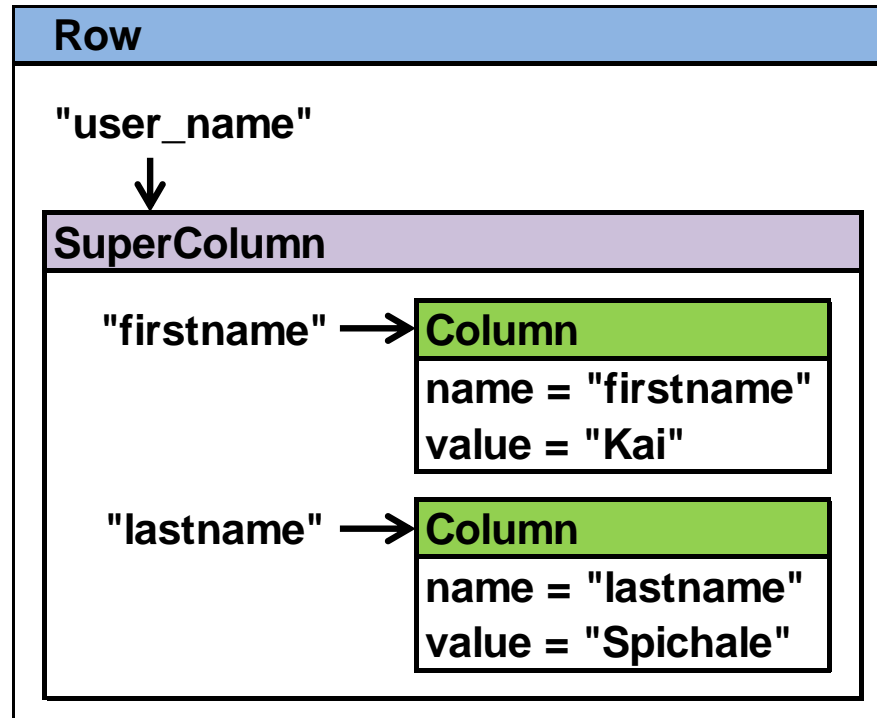 Row
"user_name"
SuperColumn
"firstname"
Column
name = "firstname"
value = "Kai"
"lastname"
Column
name = "lastname"
value = "Spichale"